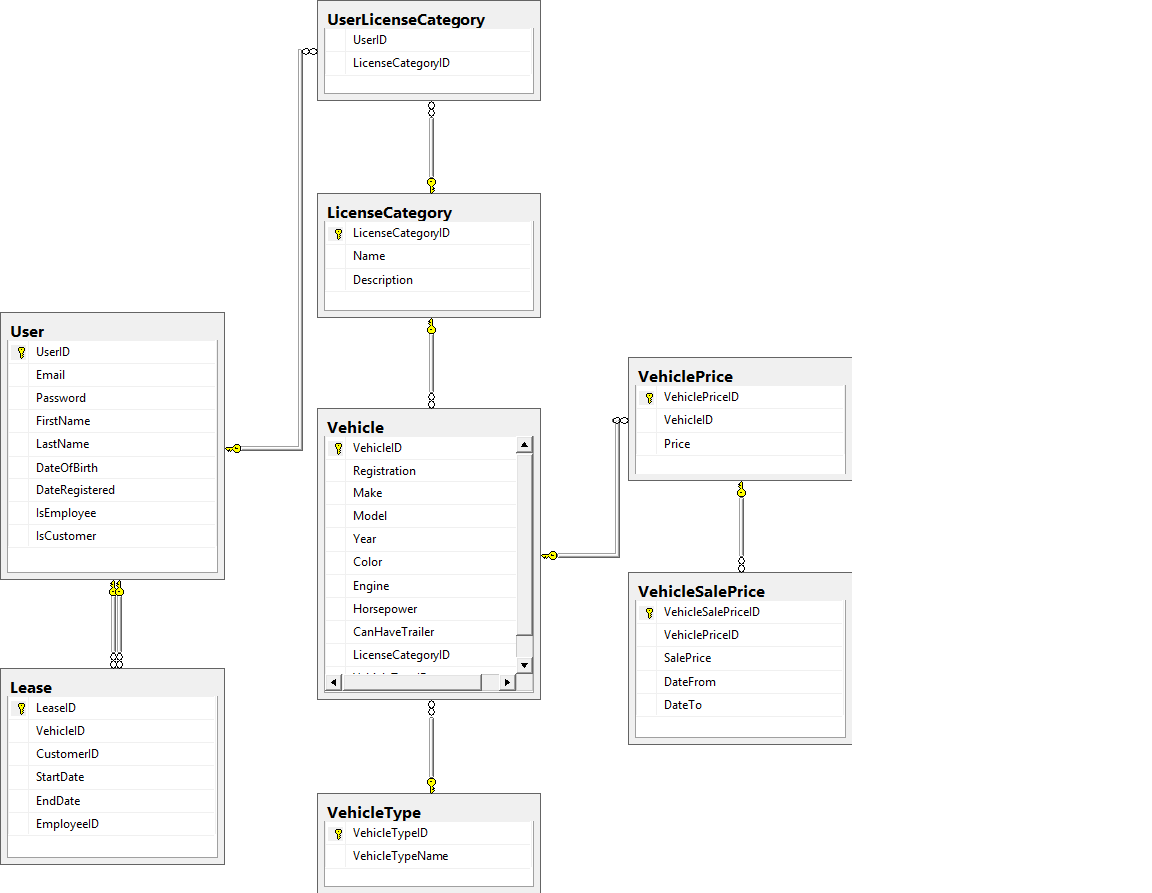 UserLicenseCategory
UserID
LicenseCategoryID
LicenseCategory
LicenseCategoryID
Name
Description
User
UserID
Email
Password
FirstName
LastName
DateOfBirth
DateRegistered
IsEmployee
IsCustomer
Vehicle
VehicleID
Registration
Make
Model
Year
Color
Engine
Horsepower
CanHaveTrailer
LicenseCategoryID
VehiclePrice
VehiclePriceID
VehicleID
Price
VehicleSalePrice
VehicleSalePriceID
VehiclePriceID
SalePrice
DateFrom
DateTo
Lease
LeaseID
VehicleID
CustomerID
StartDate
EndDate
EmployeeID
VehicleType
VehicleTypeID
VehicleTypeName